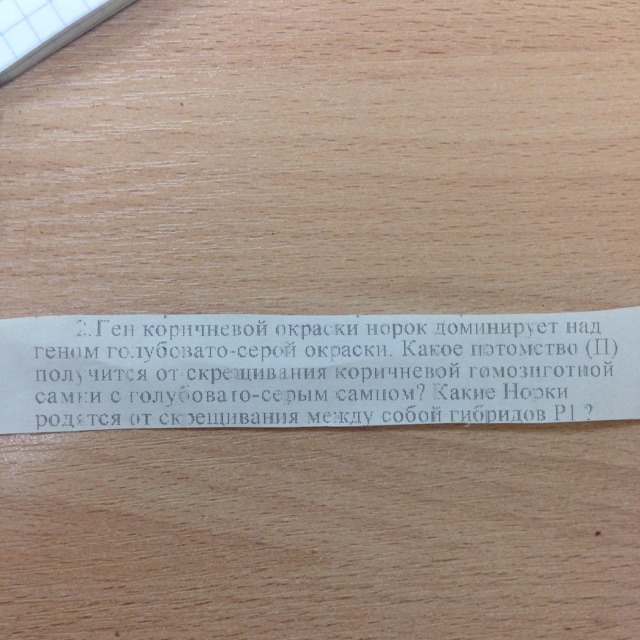 2. Ген коричневой окраски норок доминирует над
геном голубовато-серой окраски. Какое потомство (П)
получится от скрещивания коричневой гомозиготной
самки с голубовато-серым самцом? Какие Норки
родятся от скрещивания между собой гибридов P1 ?